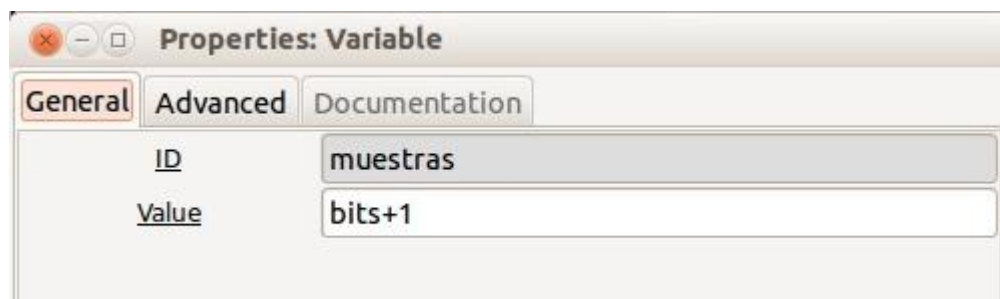 Properties: Variable
General Advanced Documentation
ID muestras
Value bits+1